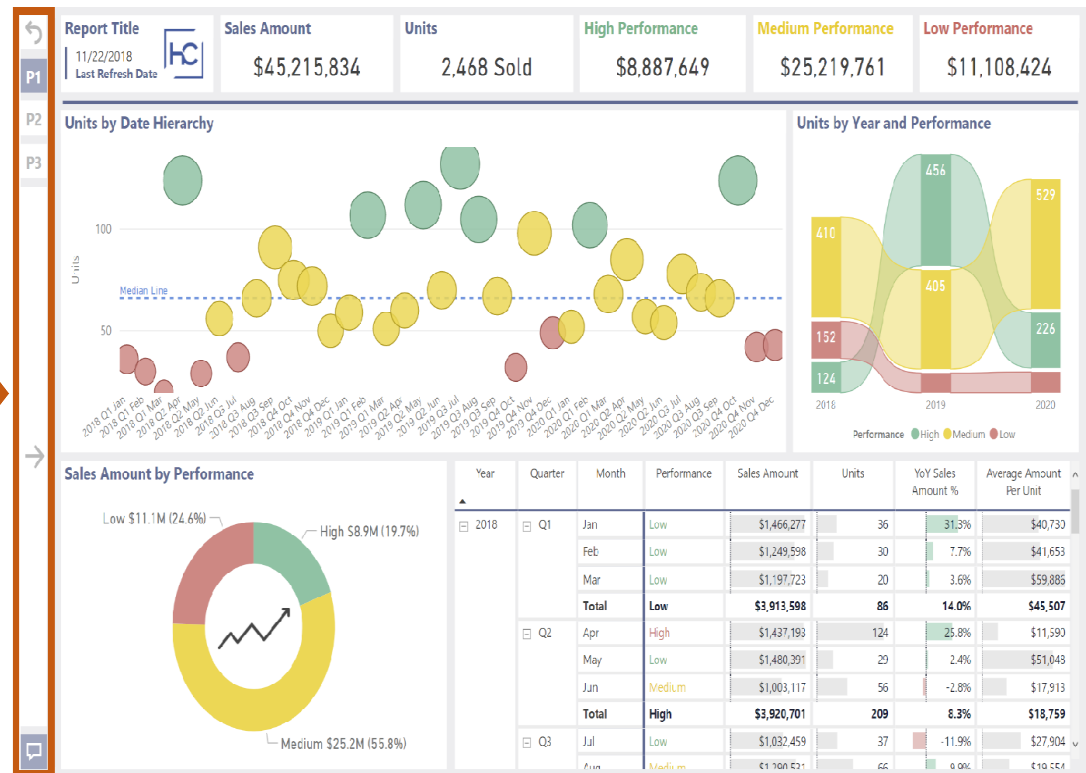 Report Title
11/22/2018
Last Refresh Date
hc
Sales Amount
$45,215,834
Units
2,468 Sold
High Performance
$8,887,649
Medium Performance
$25,219,761
Low Performance
$11,108,424
P1
P2
P3
Units by Date Hierarchy
Units
100
Median Line
50
2018 Q1 Jan
2018 Q1 Feb
2018 Q1 Mar
2018 Q2 Apr
2018 Q2 May
2018 Q2 Jun
2018 Q3 Jul
2018 Q3 Aug
2018 Q3 Sep
2018 Q4 Oct
2018 Q4 Nov
2018 Q4 Dec
2019 Q1 Jan
2019 Q1 Feb
2019 Q1 Mar
2019 Q2 Apr
2019 Q2 May
2019 Q2 Jun
2019 Q3 Jul
2019 Q3 Aug
2019 Q3 Sep
2019 Q4 Oct
2019 Q4 Nov
2019 Q4 Dec
2020 Q1 Jan
2020 Q1 Feb
2020 Q1 Mar
2020 Q2 Apr
2020 Q2 May
2020 Q2 Jun
2020 Q3 Jul
2020 Q3 Aug
2020 Q3 Sep
2020 Q4 Oct
2020 Q4 Nov
2020 Q4 Dec
Units by Year and Performance
456
529
410
405
152
226
124
2018 2019 2020
Performance High Medium Low
Sales Amount by Performance
Low $11.1M (24.6%)
High $8.9M (19.7%)
Medium $25.2M (55.8%)
Year Quarter Month Performance Sales Amount Units YoY Sales Average Amount
Amount % Per Unit
2018 Q1 Jan Low $1,466,277 36 31.3% $40,730
Feb Low $1,249,598 30 7.7% $41,653
Mar Low $1,197,723 20 3.6% $59,886
Total Low $3,913,598 86 14.0% $45,507
Q2 Apr High $1,437,193 124 25.8% $11,590
May Low $1,480,391 29 2.4% $51,048
Jun Medium $1,003,117 56 -2.8% $17,913
Total High $3,920,701 209 8.3% $18,759
Q3 Jul Low $1,032,459 37 -11.9% $27,904
Aug Medium $1,290,531 66 9.9% $19,554